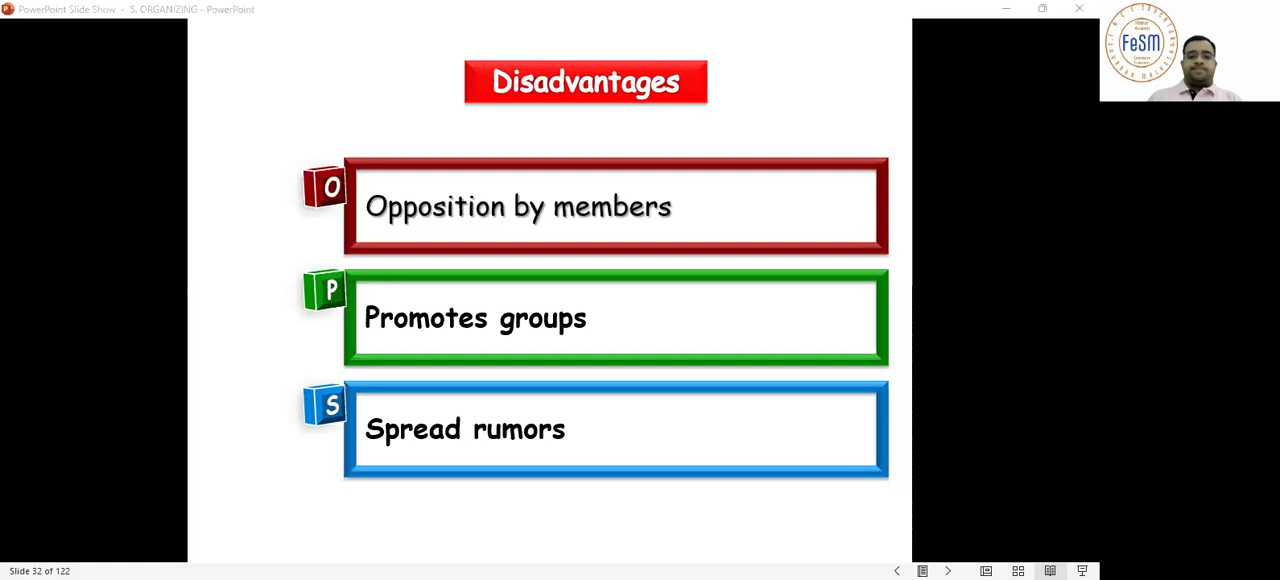 PowerPoint Slide Show - 5. ORGANIZING - PowerPoint
FeSM
Disadvantages
O
Opposition by members
P
Promotes groups
S
Spread rumors
Slide 32 of 122